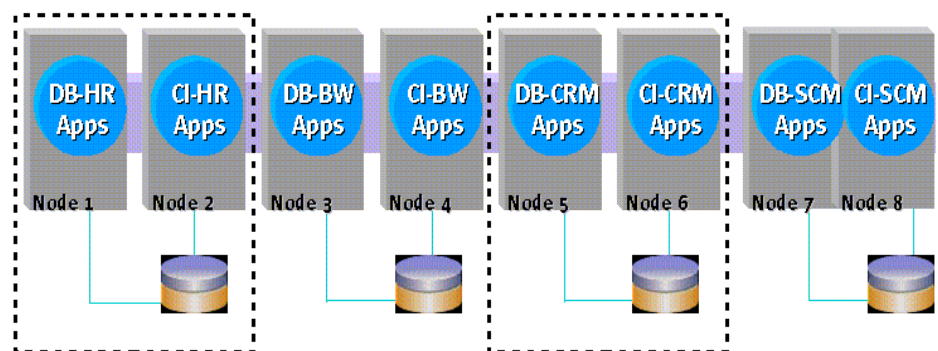 DB-HR
Apps
CI-HR
Apps
DB-BW
Apps
CI-BW
Apps
DB-CRM
Apps
CI-CRM
Apps
DB-SCM
Apps
CI-SCM
Apps
Node 1
Node 2
Node 3
Node 4
Node 5
Node 6
Node 7
Node 8